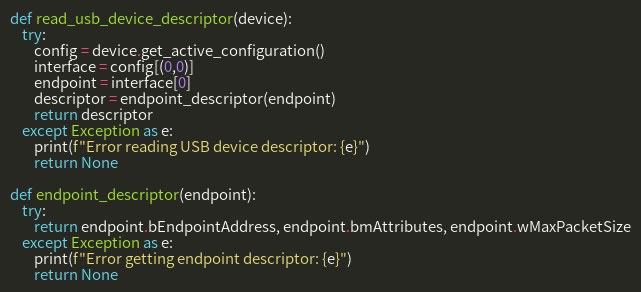 def read_usb_device_descriptor(device):
    try:
        config = device.get_active_configuration()
        interface = config[(0,0)]
        endpoint = interface[0]
        descriptor = endpoint_descriptor(endpoint)
        return descriptor
    except Exception as e:
        print(f"Error reading USB device descriptor: {e}")
        return None

def endpoint_descriptor(endpoint):
    try:
        return endpoint.bEndpointAddress, endpoint.bmAttributes, endpoint.wMaxPacketSize
    except Exception as e:
        print(f"Error getting endpoint descriptor: {e}")
        return None